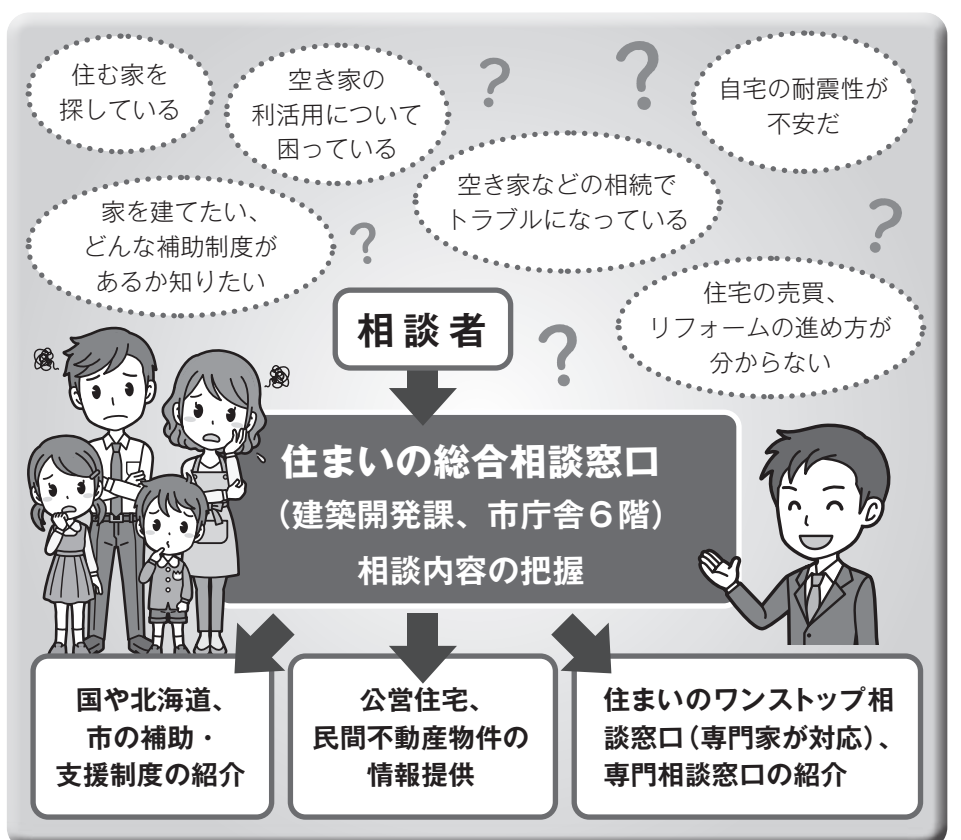 住む家を
探している
空き家の
利活用について
困っている
?
?
自宅の耐震性が
不安だ
空き家などの相続で
トラブルになっている
家を建てたい、
どんな補助制度が
あるか知りたい
?
?
住宅の売買、
リフォームの進め方が
分からない
相談者
?
住まいの総合相談窓口
（建築開発課、市庁舎６階）
相談内容の把握
国や北海道、
市の補助・
支援制度の紹介
公営住宅、
民間不動産物件の
情報提供
住まいのワンストップ相
談窓口（専門家が対応）、
専門相談窓口の紹介